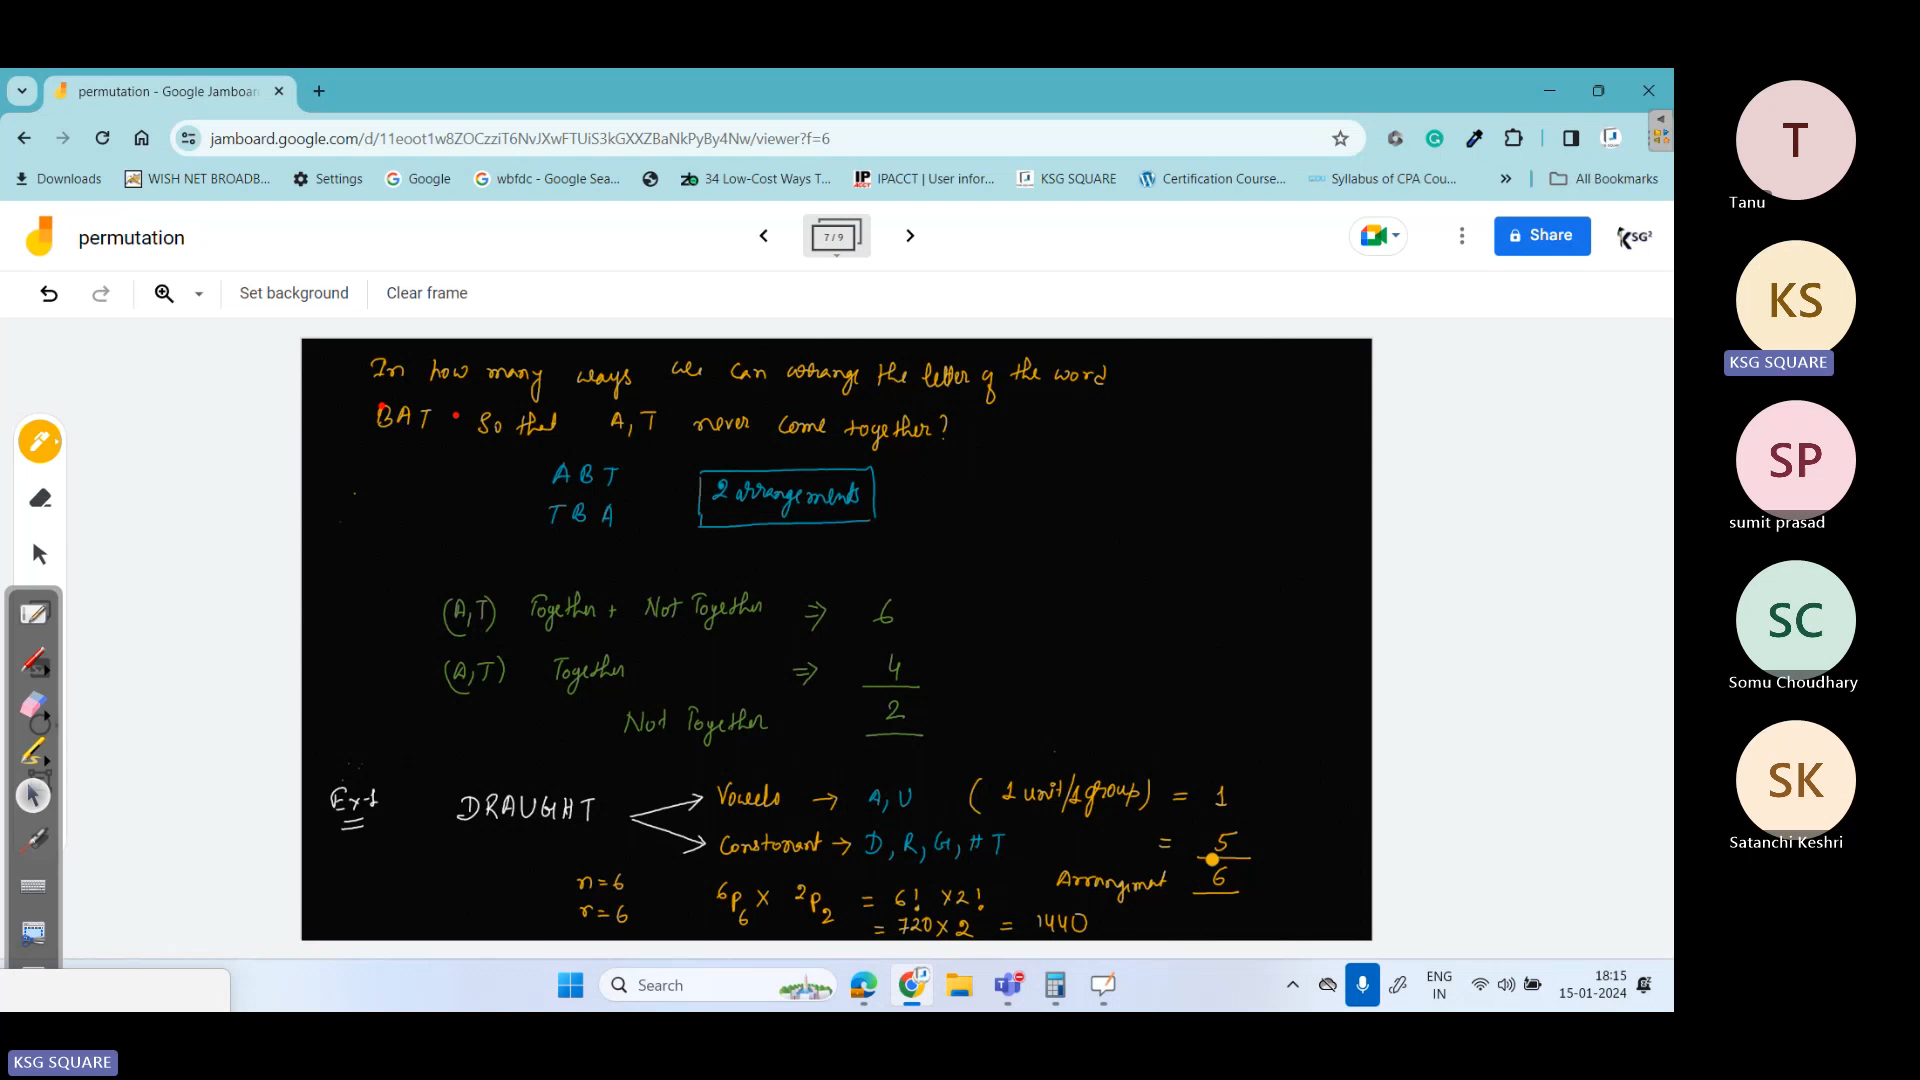 permutation - Google Jamboar
jamboard.google.com/d/11eoot1w8ZOCzziT6NvJXwFTUiS3kGXXZBaNkPyBy4Nw/viewer?f=6
Downloads WISH NET BROADB... Settings Google wbfdc - Google Sea... 34 Low-Cost Ways T... IPACCT | User infor... KSG SQUARE Certification Course... Syllabus of CPA Cou... » All Bookmarks
permutation
7 / 9
Share
KSG²
Set background Clear frame
In how many ways we can arrange the letter of the word
BAT . So that A, T never come together?
A B T
T B A
2 arrangements
(A,T) Together + Not Together ⇒ 6
(A,T) Together ⇒ 4
Not Together 2
Ex-1 DRAUGHT
Vowels → A, U (1 unit/1 group) = 1
Constonant → D, R, G, H T = 5
Arrangement 6
n = 6
r = 6
⁶P₆ × ²P₂ = 6! × 2!
= 720 × 2 = 1440
Search
ENG
IN
18:15
15-01-2024
T
Tanu
KS
KSG SQUARE
SP
sumit prasad
SC
Somu Choudhary
SK
Satanchi Keshri
KSG SQUARE